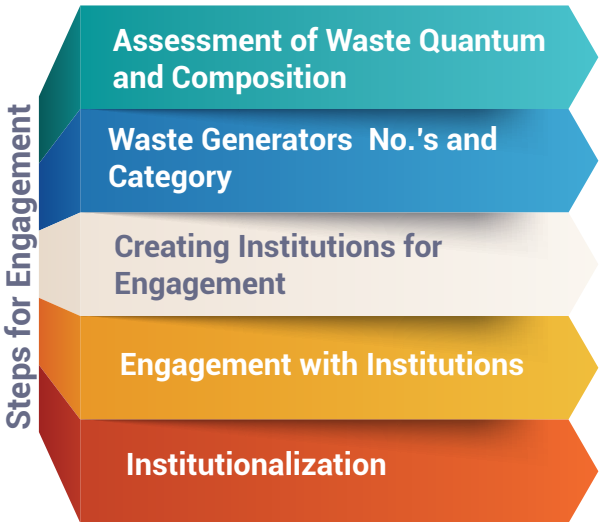 Steps for Engagement
Assessment of Waste Quantum
and Composition
Waste Generators No.'s and
Category
Creating Institutions for
Engagement
Engagement with Institutions
Institutionalization